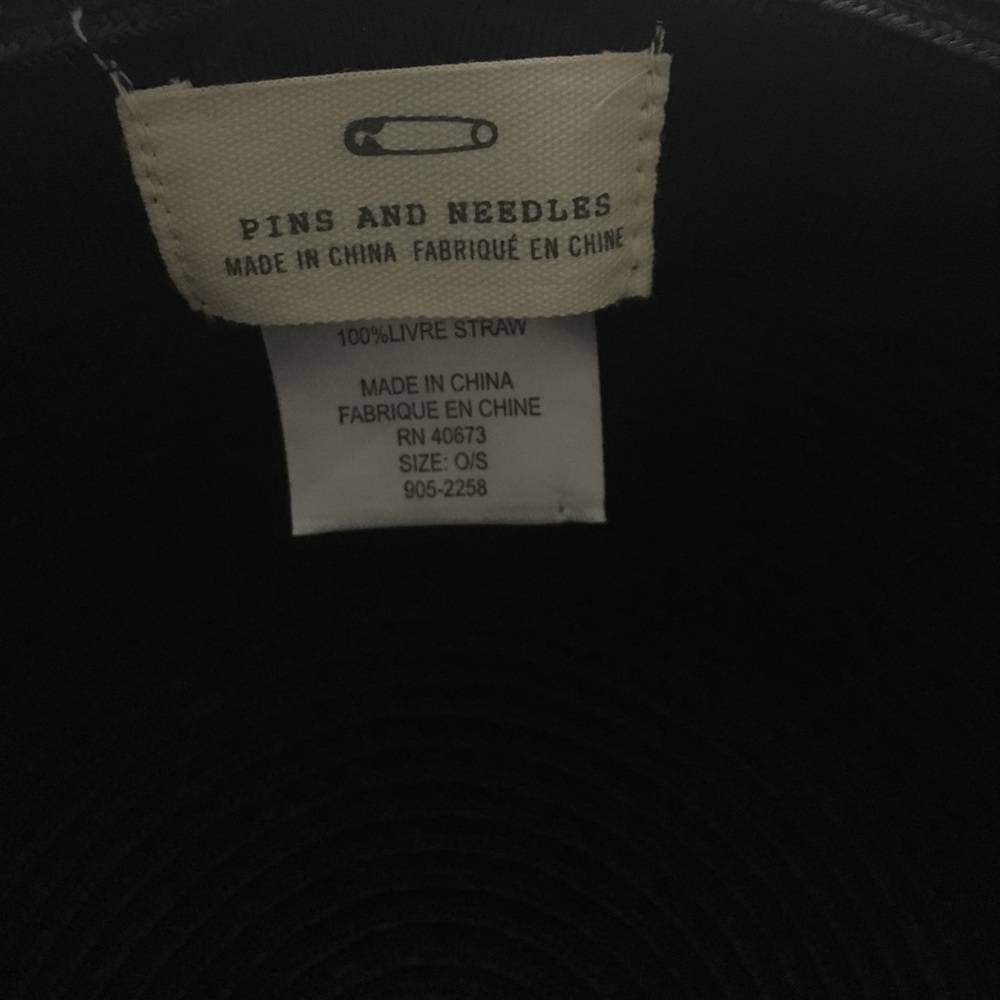 PINS AND NEEDLES
MADE IN CHINA FABRIQUÉ EN CHINE
100%LIVRE STRAW
MADE IN CHINA
FABRIQUE EN CHINE
RN 40673
SIZE: O/S
905-2258